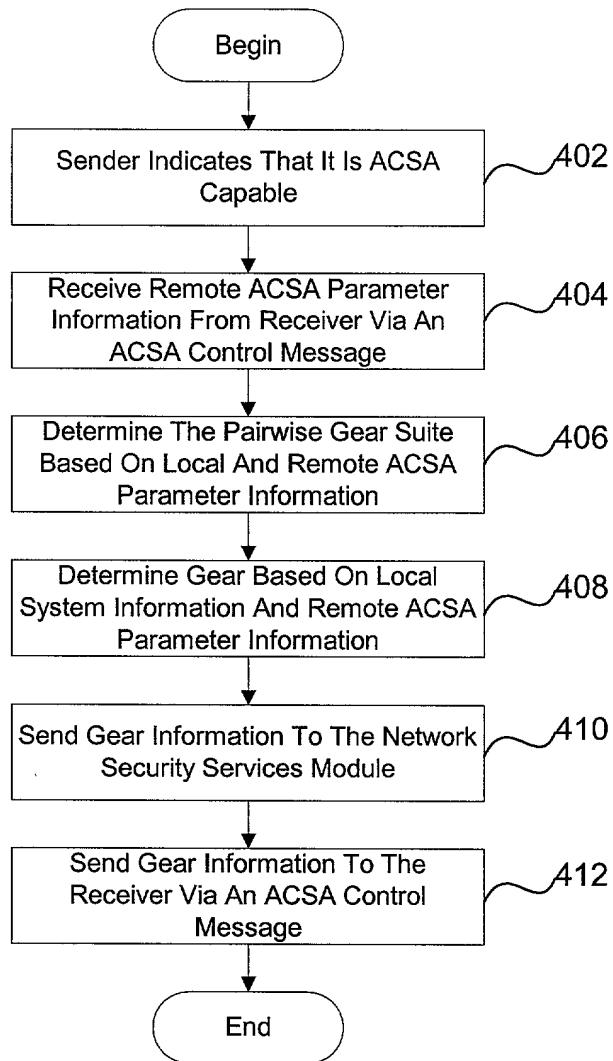 Begin
Sender Indicates That It Is ACSA
Capable
402
Receive Remote ACSA Parameter
Information From Receiver Via An
ACSA Control Message
404
Determine The Pairwise Gear Suite
Based On Local And Remote ACSA
Parameter Information
406
Determine Gear Based On Local
System Information And Remote ACSA
Parameter Information
408
Send Gear Information To The Network
Security Services Module
410
Send Gear Information To The
Receiver Via An ACSA Control
Message
412
End